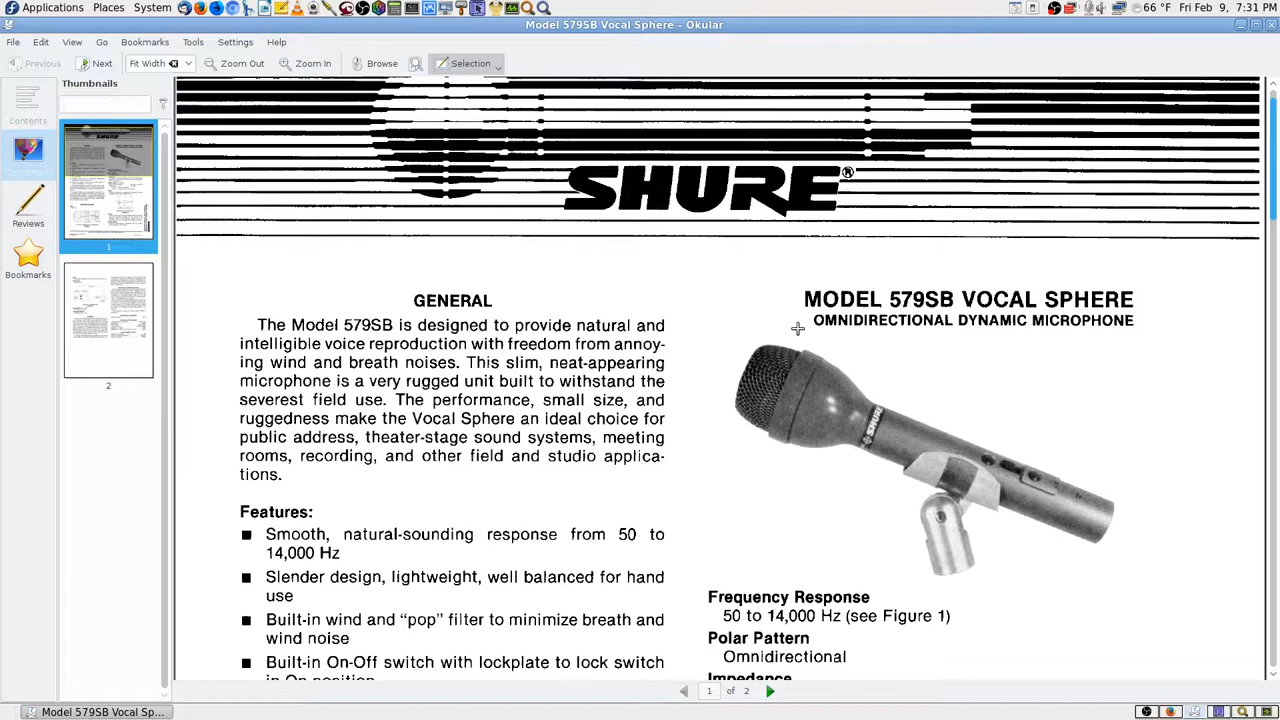 Applications Places System 66 °F Fri Feb 9, 7:31 PM
Model 579SB Vocal Sphere – Okular
File Edit View Go Bookmarks Tools Settings Help
Previous Next Fit Width Zoom Out Zoom In Browse Selection
Thumbnails
Contents
Reviews
Bookmarks
1
2
SHURE®
GENERAL
The Model 579SB is designed to provide natural and
intelligible voice reproduction with freedom from annoy-
ing wind and breath noises. This slim, neat-appearing
microphone is a very rugged unit built to withstand the
severest field use. The performance, small size, and
ruggedness make the Vocal Sphere an ideal choice for
public address, theater-stage sound systems, meeting
rooms, recording, and other field and studio applica-
tions.
Features:
■ Smooth, natural-sounding response from 50 to
14,000 Hz
■ Slender design, lightweight, well balanced for hand
use
■ Built-in wind and “pop” filter to minimize breath and
wind noise
■ Built-in On-Off switch with lockplate to lock switch
in On position
MODEL 579SB VOCAL SPHERE
OMNIDIRECTIONAL DYNAMIC MICROPHONE
SHURE
Frequency Response
50 to 14,000 Hz (see Figure 1)
Polar Pattern
Omnidirectional
Impedance
1 of 2
Model 579SB Vocal Sp...